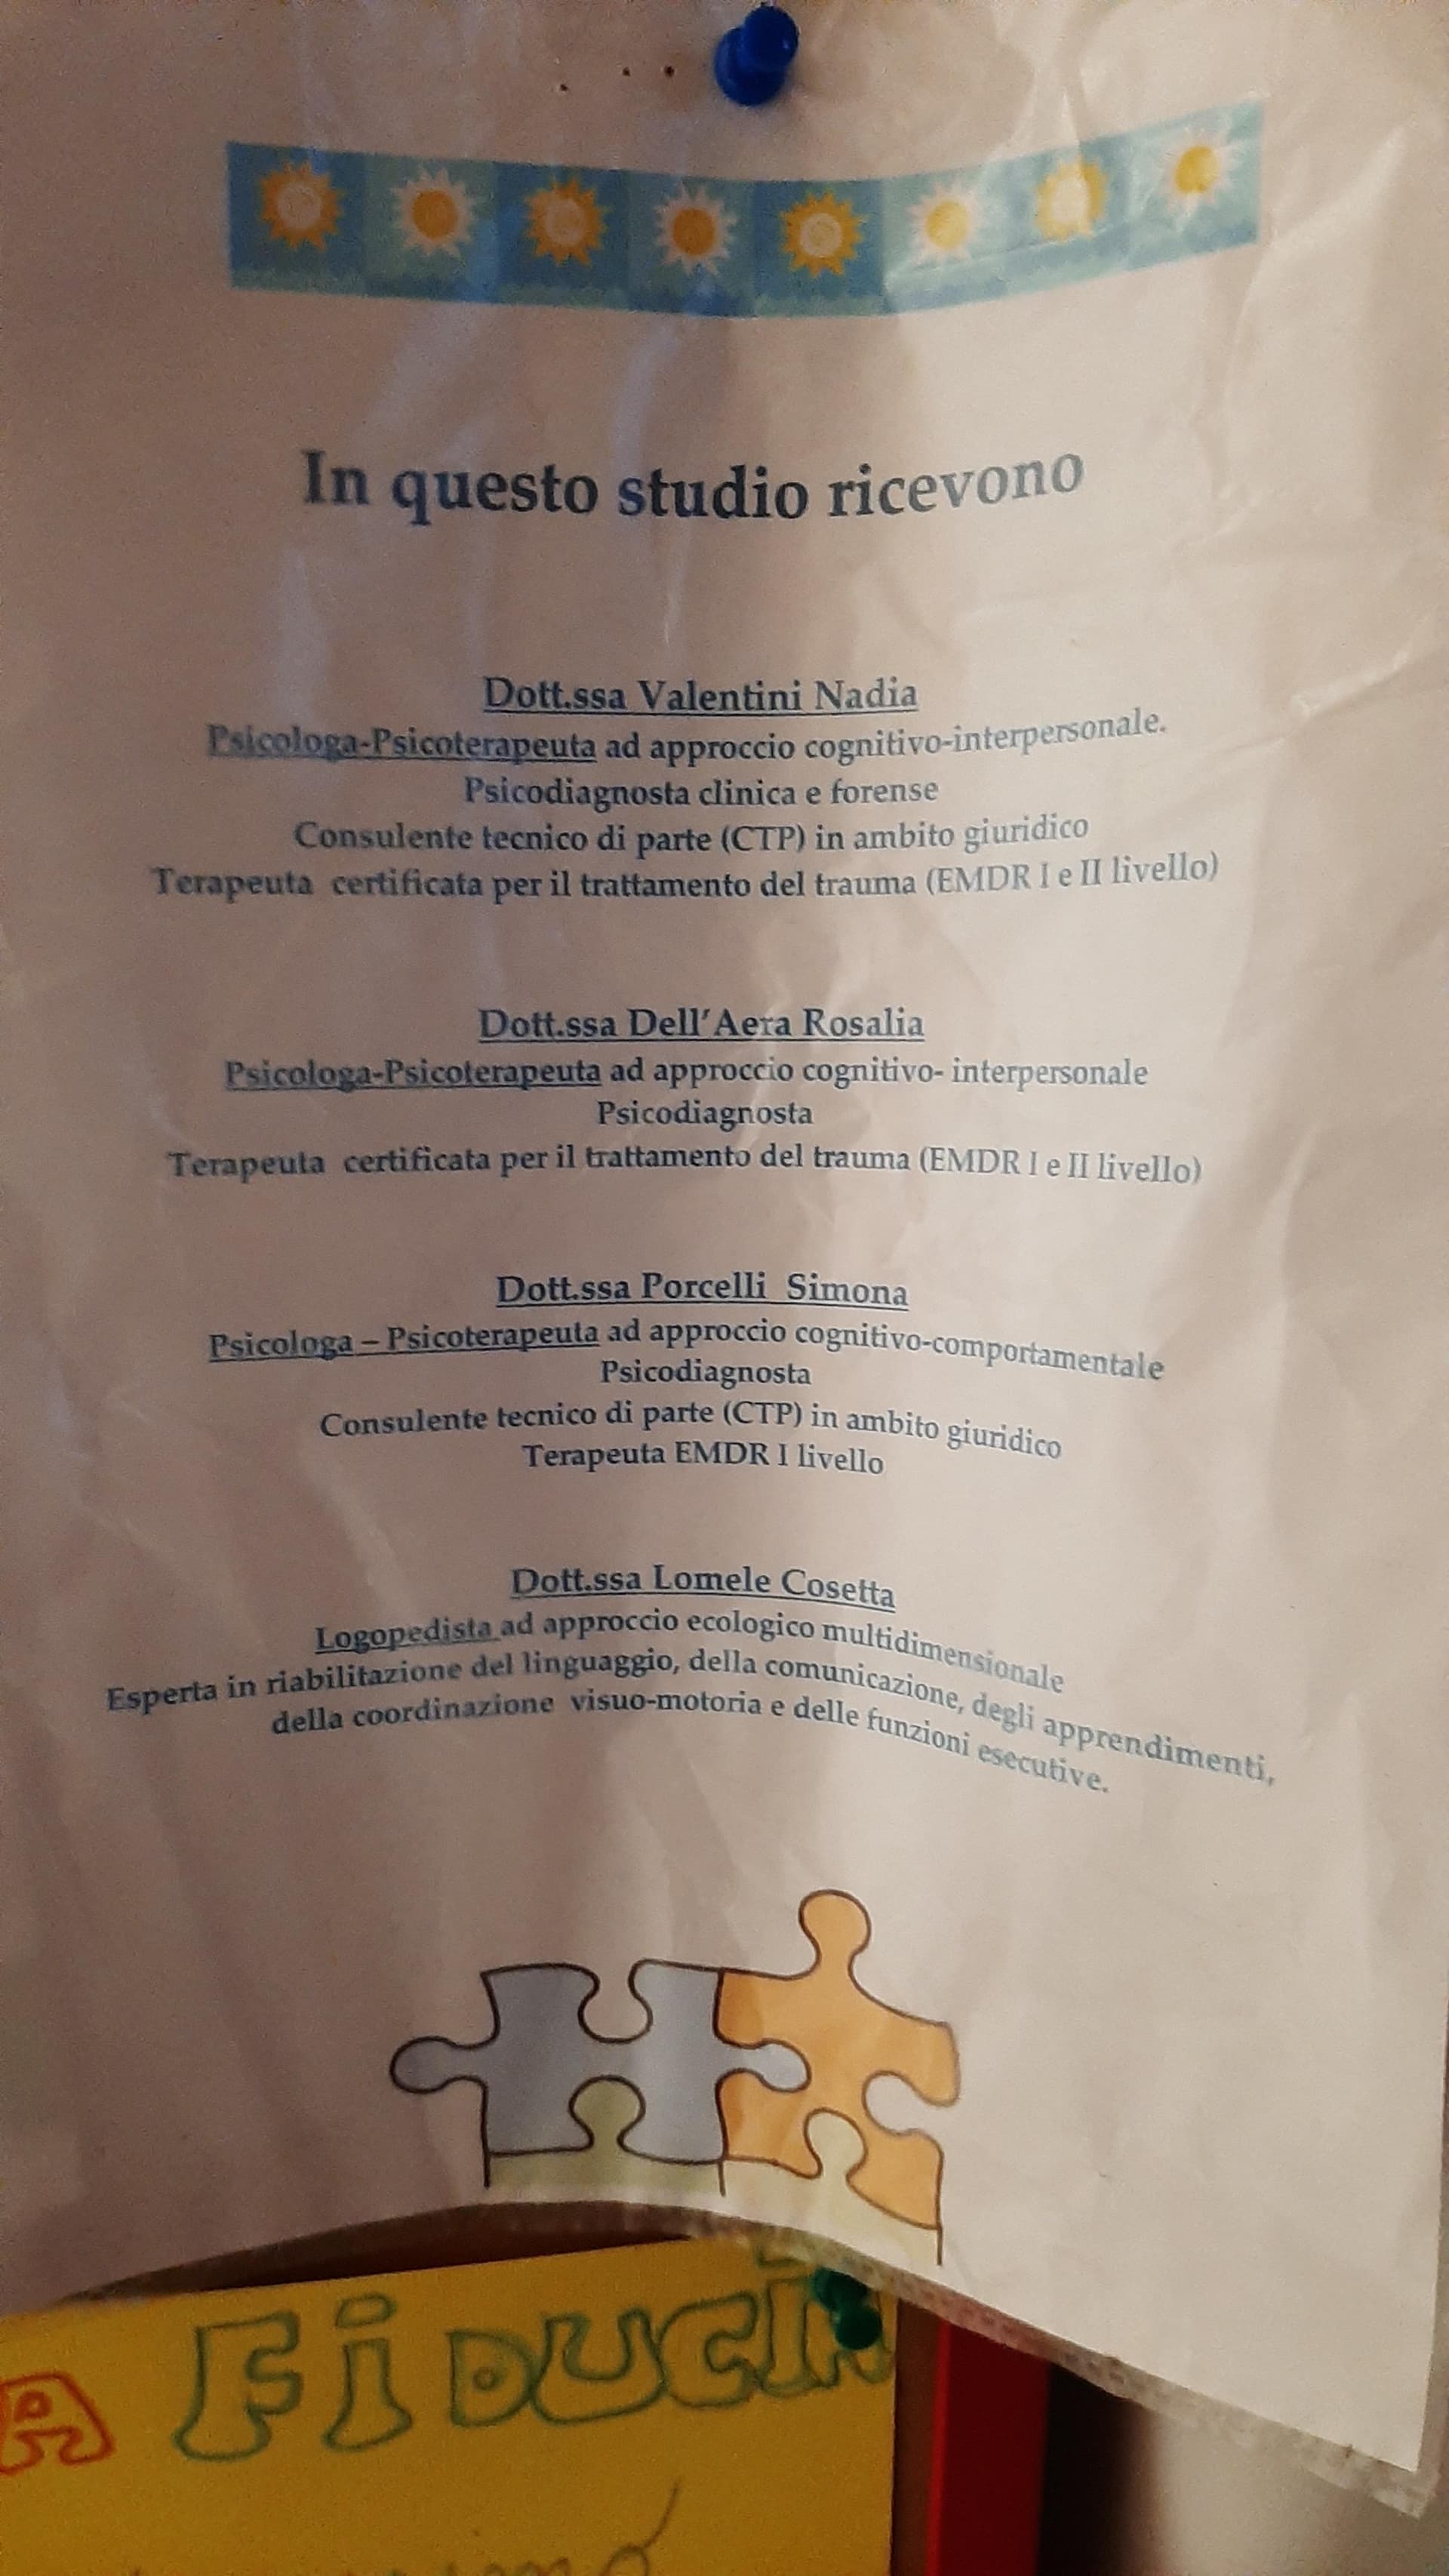 In questo studio ricevono
Dott.ssa Valentini Nadia
Psicologa-Psicoterapeuta ad approccio cognitivo-interpersonale.
Psicodiagnosta clinica e forense
Consulente tecnico di parte (CTP) in ambito giuridico
Terapeuta certificata per il trattamento del trauma (EMDR I e II livello)
Dott.ssa Dell'Aera Rosalia
Psicologa-Psicoterapeuta ad approccio cognitivo- interpersonale
Psicodiagnosta
Terapeuta certificata per il trattamento del trauma (EMDR I e II livello)
Dott.ssa Porcelli Simona
Psicologa – Psicoterapeuta ad approccio cognitivo-comportamentale
Psicodiagnosta
Consulente tecnico di parte (CTP) in ambito giuridico
Terapeuta EMDR I livello
Dott.ssa Lomele Cosetta
Logopedista ad approccio ecologico multidimensionale
Esperta in riabilitazione del linguaggio, della comunicazione, degli apprendimenti,
della coordinazione visuo-motoria e delle funzioni esecutive.
A FiDUCIA